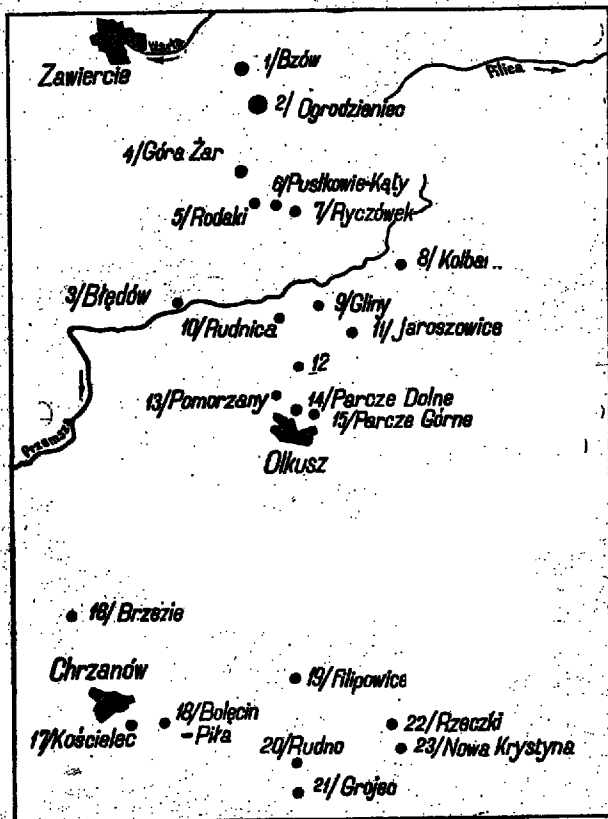 Warta
Zawiercie
1/Bzów
Pilica
2/Ogrodzieniec
4/Góra Żar
6/Pustkowie-Kąty
5/Rodaki
7/Ryczówek
8/Kolbai..
3/Błędów
9/Gliny
10/Rudnica
11/Jaroszowice
12
13/Pomorzany
14/Parcze Dolne
15/Parcze Górne
Przemsza
Olkusz
16/Brzezie
Chrzanów
19/Filipowice
17/Kościelec
18/Bolęcin
-Piła
22/Rzeczki
20/Rudno
23/Nowa Krystyna
21/Grojec